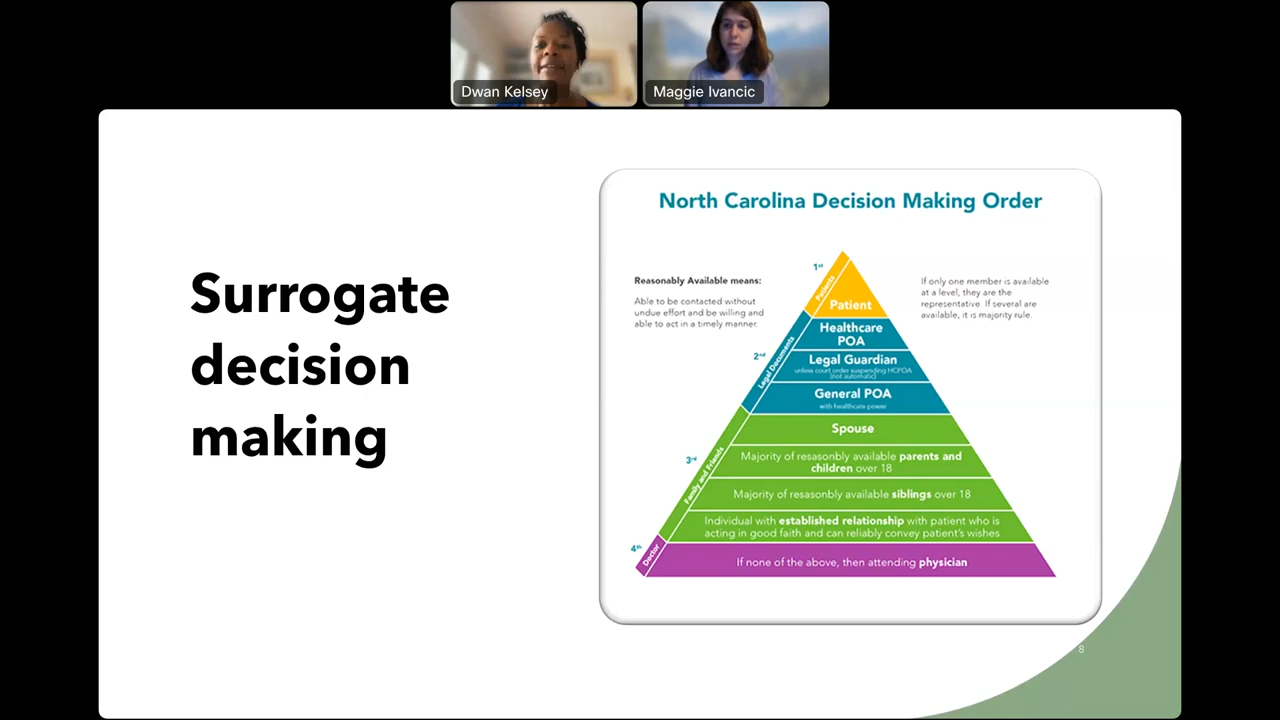 Dwan Kelsey
Maggie Ivancic
Surrogate
decision
making
North Carolina Decision Making Order
Reasonably Available means:
Able to be contacted without
undue effort and be willing and
able to act in a timely manner.
If only one member is available
at a level, they are the
representative. If several are
available, it is majority rule.
1st
Patients
Patient
2nd
Legal Documents
Healthcare
POA
Legal Guardian
unless court order suspending HCPOA
(not automatic)
General POA
with healthcare power
3rd
Family and Friends
Spouse
Majority of resasonbly available parents and
children over 18
Majority of resasonbly available siblings over 18
Individual with established relationship with patient who is
acting in good faith and can reliably convey patient's wishes
4th
Doctor
If none of the above, then attending physician
8